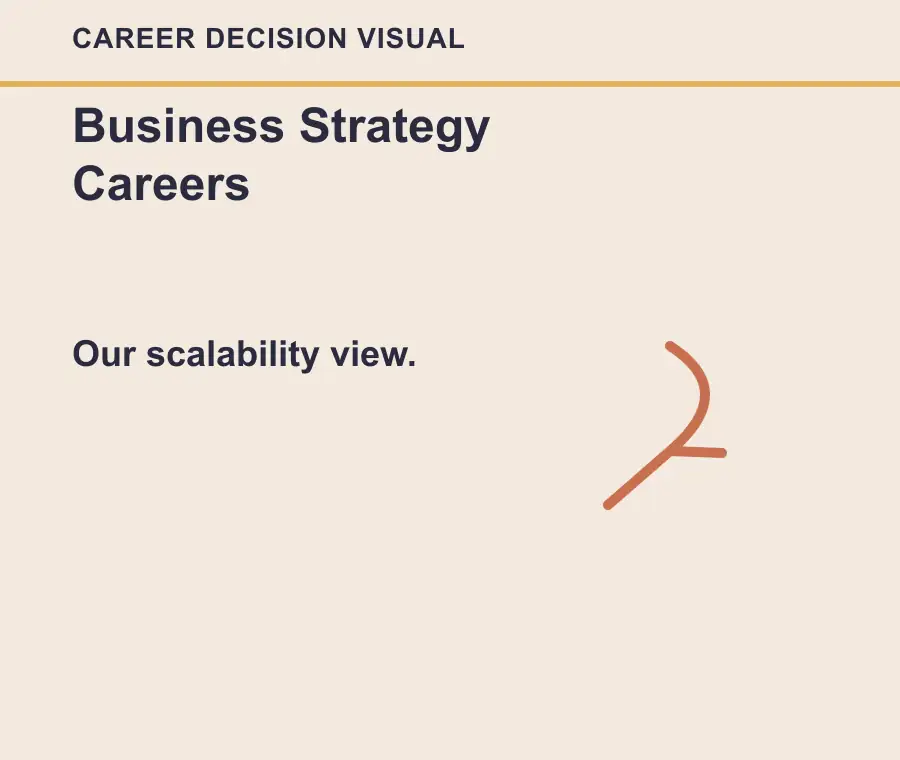 CAREER DECISION VISUAL
Business Strategy
Careers
Our scalability view.